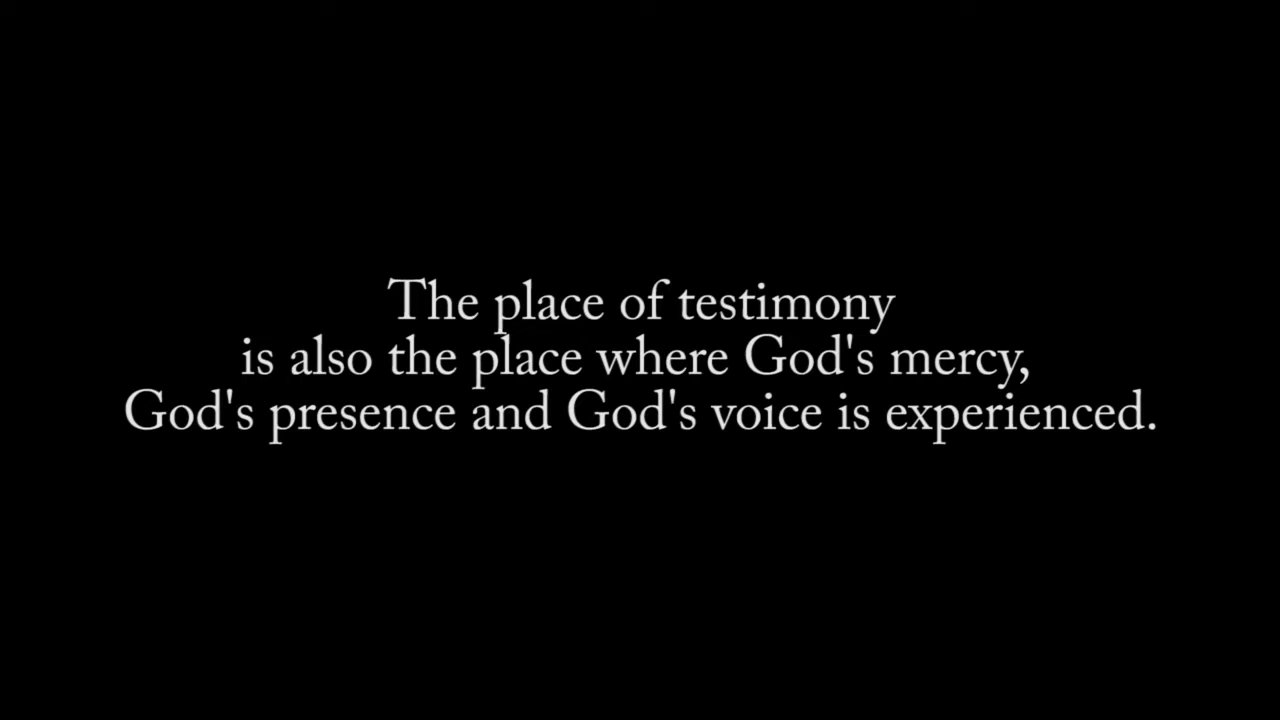 The place of testimony
is also the place where God's mercy,
God's presence and God's voice is experienced.